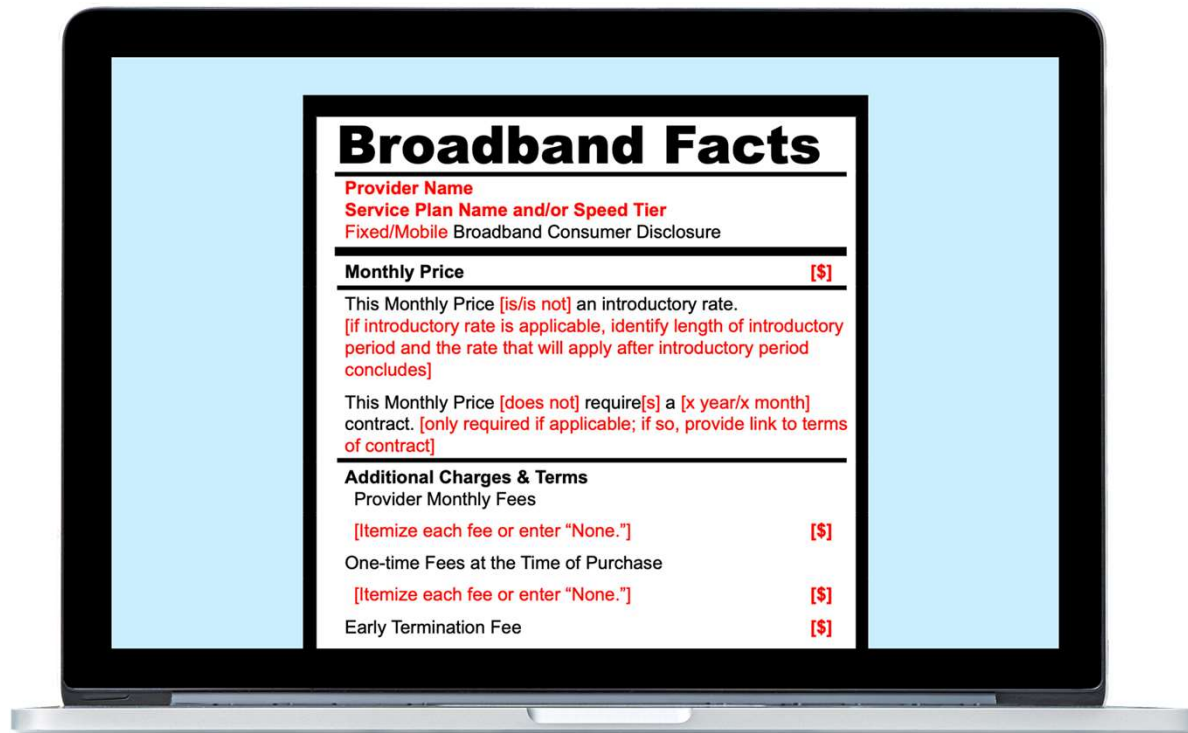 Broadband Facts
Provider Name
Service Plan Name and/or Speed Tier
Fixed/Mobile Broadband Consumer Disclosure
Monthly Price [$]
This Monthly Price [is/is not] an introductory rate.
[if introductory rate is applicable, identify length of introductory
period and the rate that will apply after introductory period
concludes]
This Monthly Price [does not] require[s] a [x year/x month]
contract. [only required if applicable; if so, provide link to terms
of contract]
Additional Charges & Terms
Provider Monthly Fees
[Itemize each fee or enter “None.”] [$]
One-time Fees at the Time of Purchase
[Itemize each fee or enter “None.”] [$]
Early Termination Fee [$]